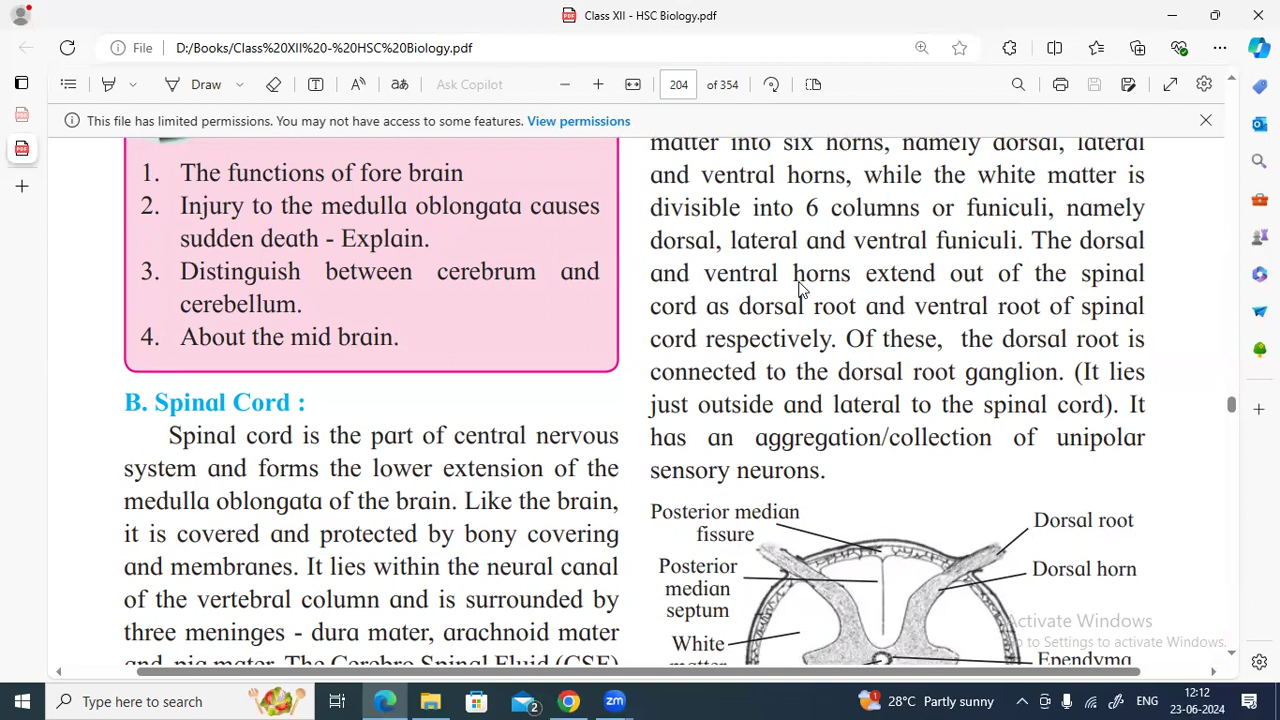 Class XII - HSC Biology.pdf
File
D:/Books/Class%20XII%20-%20HSC%20Biology.pdf
Draw
Ask Copilot
204
of 354
This file has limited permissions. You may not have access to some features. View permissions
1. The functions of fore brain
2. Injury to the medulla oblongata causes
sudden death - Explain.
3. Distinguish between cerebrum and
cerebellum.
4. About the mid brain.
B. Spinal Cord :
Spinal cord is the part of central nervous
system and forms the lower extension of the
medulla oblongata of the brain. Like the brain,
it is covered and protected by bony covering
and membranes. It lies within the neural canal
of the vertebral column and is surrounded by
three meninges - dura mater, arachnoid mater
and pia mater. The Cerebro Spinal Fluid (CSF)
matter into six horns, namely dorsal, lateral
and ventral horns, while the white matter is
divisible into 6 columns or funiculi, namely
dorsal, lateral and ventral funiculi. The dorsal
and ventral horns extend out of the spinal
cord as dorsal root and ventral root of spinal
cord respectively. Of these, the dorsal root is
connected to the dorsal root ganglion. (It lies
just outside and lateral to the spinal cord). It
has an aggregation/collection of unipolar
sensory neurons.
Posterior median
fissure
Posterior
median
septum
White
matter
Dorsal root
Dorsal horn
Ependyma
Activate Windows
Go to Settings to activate Windows.
Type here to search
2
1
28°C Partly sunny
ENG
12:12
23-06-2024